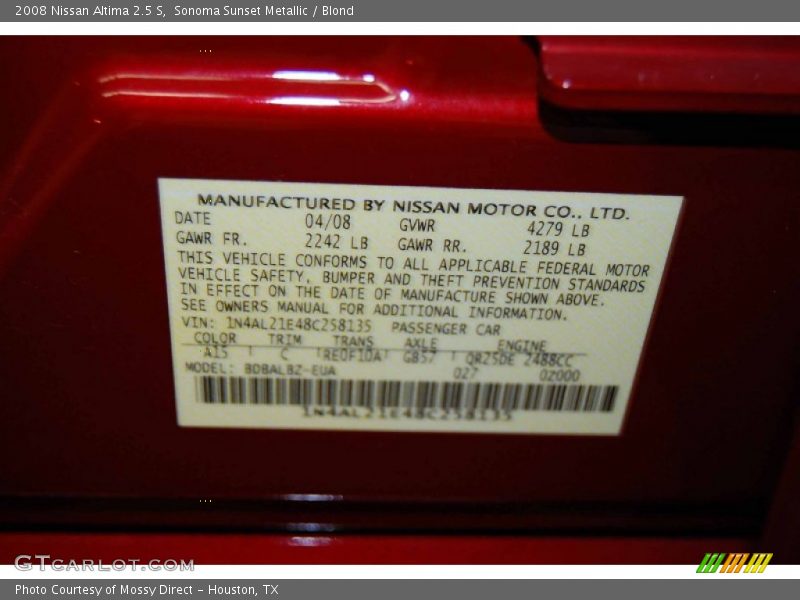 2008 Nissan Altima 2.5 S, Sonoma Sunset Metallic / Blond
MANUFACTURED BY NISSAN MOTOR CO., LTD.
DATE 04/08 GVWR 4279 LB
GAWR FR. 2242 LB GAWR RR. 2189 LB
THIS VEHICLE CONFORMS TO ALL APPLICABLE FEDERAL MOTOR
VEHICLE SAFETY, BUMPER AND THEFT PREVENTION STANDARDS
IN EFFECT ON THE DATE OF MANUFACTURE SHOWN ABOVE.
SEE OWNERS MANUAL FOR ADDITIONAL INFORMATION.
VIN: 1N4AL21E48C258135 PASSENGER CAR
COLOR TRIM TRANS AXLE ENGINE
A15 C RE0F10A GB57 QR25DE 2488CC
MODEL: BDBALBZ-EUA 027 02000
1N4AL21E48C258135
GTCARLOT.COM
Photo Courtesy of Mossy Direct - Houston, TX